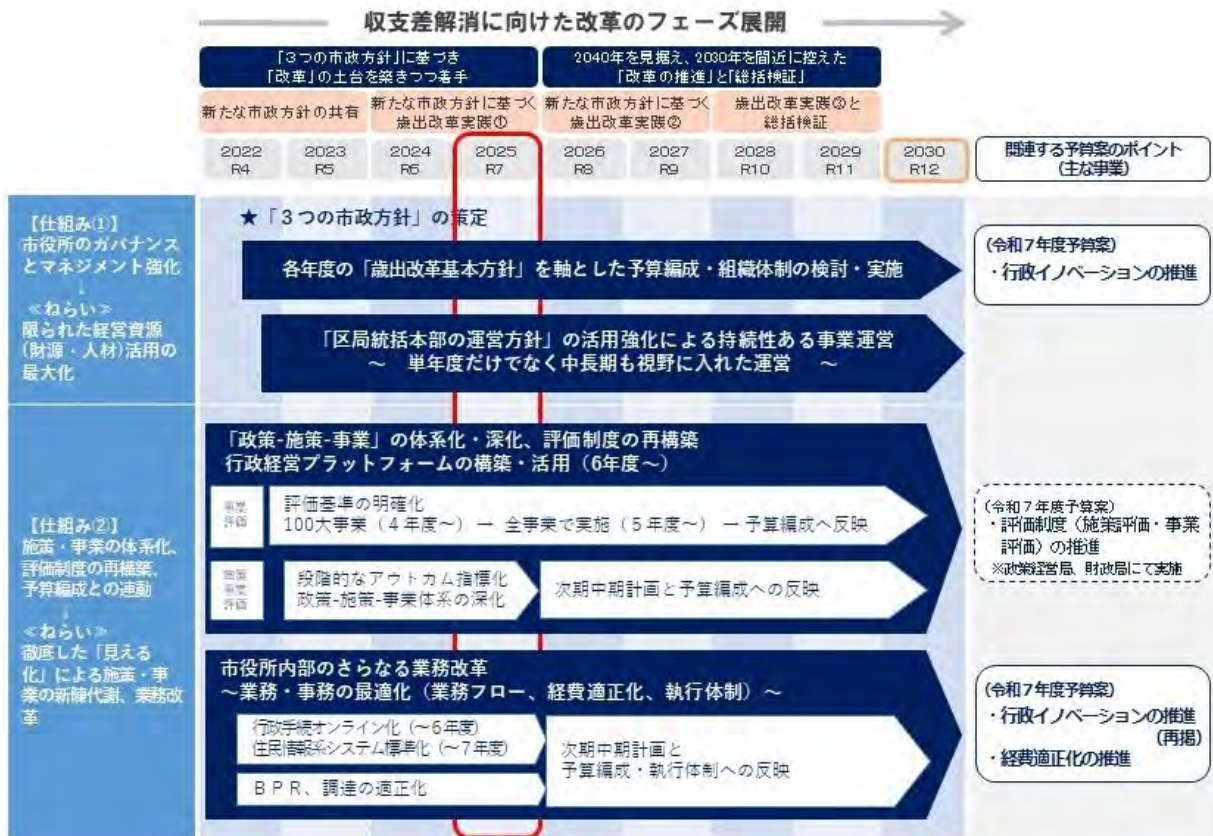 収支差解消に向けた改革のフェーズ展開
「3つの市政方針」に基づき
「改革」の土台を築きつつ着手
2040年を見据え、2030年を間近に控えた
「改革の推進」と「総括検証」
新たな市政方針の共有
新たな市政方針に基づく
歳出改革実践①
新たな市政方針に基づく
歳出改革実践②
歳出改革実践③と
総括検証
2022
R4
2023
R5
2024
R6
2025
R7
2026
R8
2027
R9
2028
R10
2029
R11
2030
R12
関連する予算案のポイント
(主な事業)
【仕組み①】
市役所のガバナンス
とマネジメント強化
↓
≪ねらい≫
限られた経営資源
(財源・人材)活用の
最大化
★「3つの市政方針」の策定
各年度の「歳出改革基本方針」を軸とした予算編成・組織体制の検討・実施
「区局統括本部の運営方針」の活用強化による持続性ある事業運営
～ 単年度だけでなく中長期も視野に入れた運営 ～
(令和7年度予算案)
・行政イノベーションの推進
【仕組み②】
施策・事業の体系化、
評価制度の再構築、
予算編成との連動
↓
≪ねらい≫
徹底した「見える
化」による施策・事
業の新陳代謝、業務改
革
「政策-施策-事業」の体系化・深化、評価制度の再構築
行政経営プラットフォームの構築・活用(6年度～)
事業
評価
評価基準の明確化
100大事業(4年度～) → 全事業で実施(5年度～) → 予算編成へ反映
施策
事業
評価
段階的なアウトカム指標化
政策-施策-事業体系の深化
次期中期計画と予算編成への反映
(令和7年度予算案)
・評価制度(施策評価・事業
評価)の推進
※政策経営局、財政局にて実施
市役所内部のさらなる業務改革
～業務・事務の最適化(業務フロー、経費適正化、執行体制)～
行政手続オンライン化(～6年度)
住民情報系システム標準化(～7年度)
BPR、調達の適正化
次期中期計画と
予算編成・執行体制への反映
(令和7年度予算案)
・行政イノベーションの推進
(再掲)
・経費適正化の推進